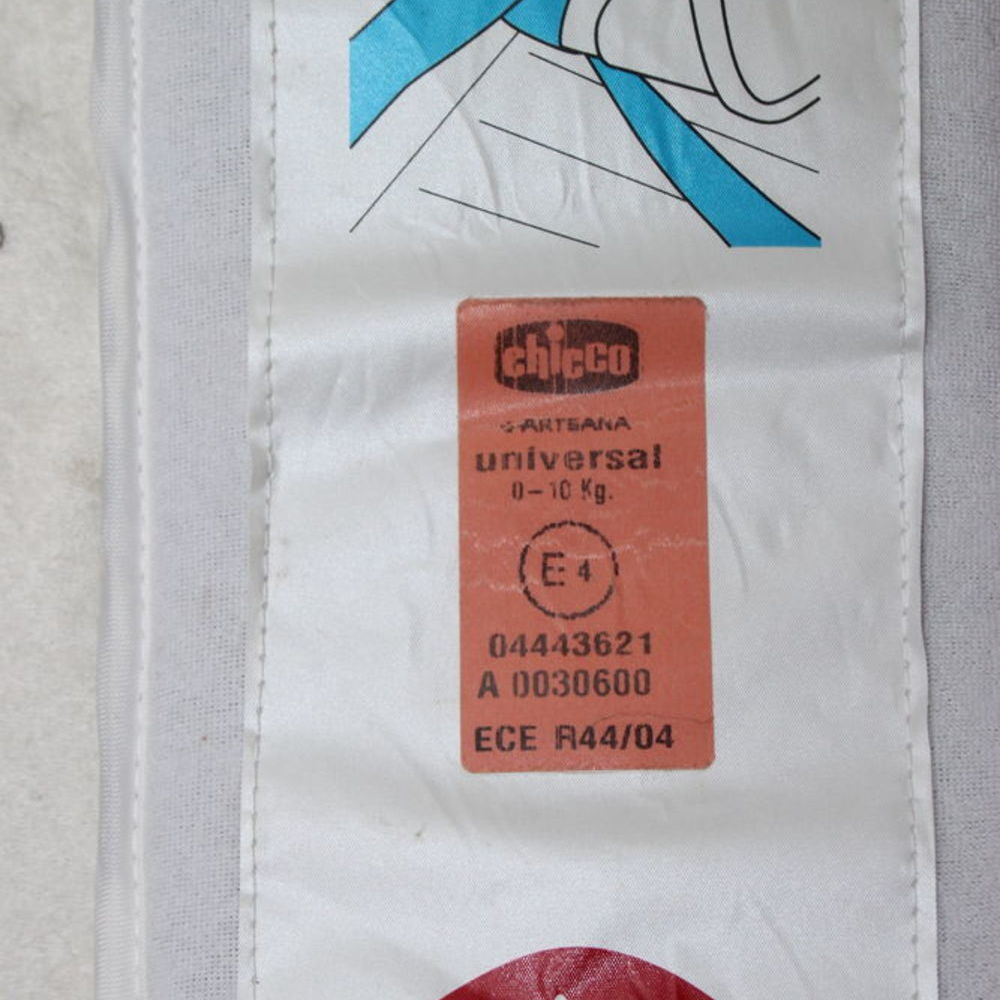 chicco
ARTSANA
universal
0-10 Kg.
E 4
04443621
A 0030600
ECE R44/04